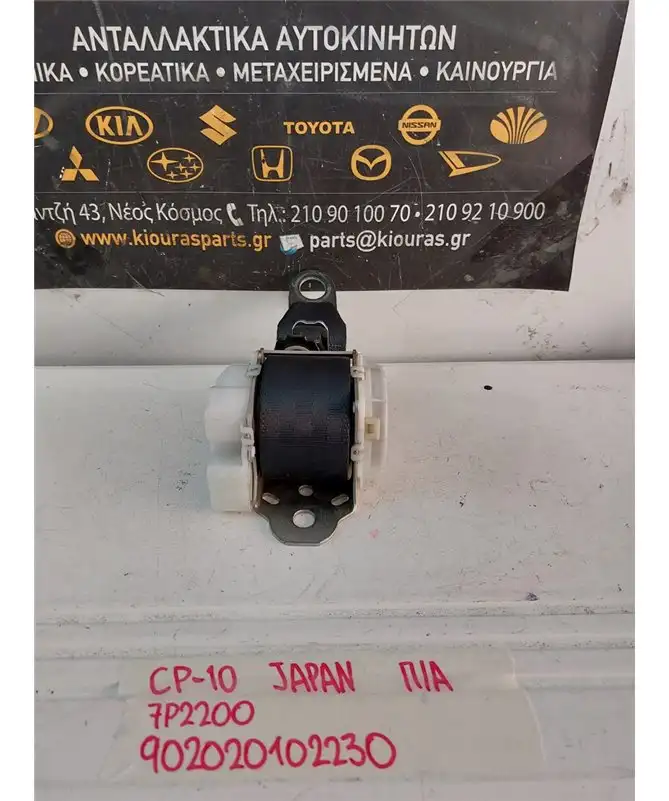 ΑΝΤΑΛΛΑΚΤΙΚΑ ΑΥΤΟΚΙΝΗΤΩΝ
ΙΚΑ • ΚΟΡΕΑΤΙΚΑ • ΜΕΤΑΧΕΙΡΙΣΜΕΝΑ • ΚΑΙΝΟΥΡΓΙΑ
KIA TOYOTA NISSAN
ντζή 43, Νέος Κόσμος Τηλ.: 210 90 100 70 • 210 92 10 900
www.kiourasparts.gr parts@kiouras.gr
CP-10 JAPAN Π/Α
7P2200
902020102230